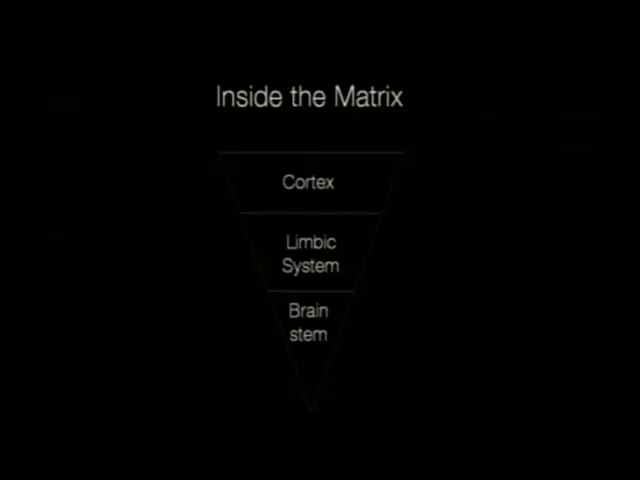 Inside the Matrix
Cortex
Limbic
System
Brain
stem